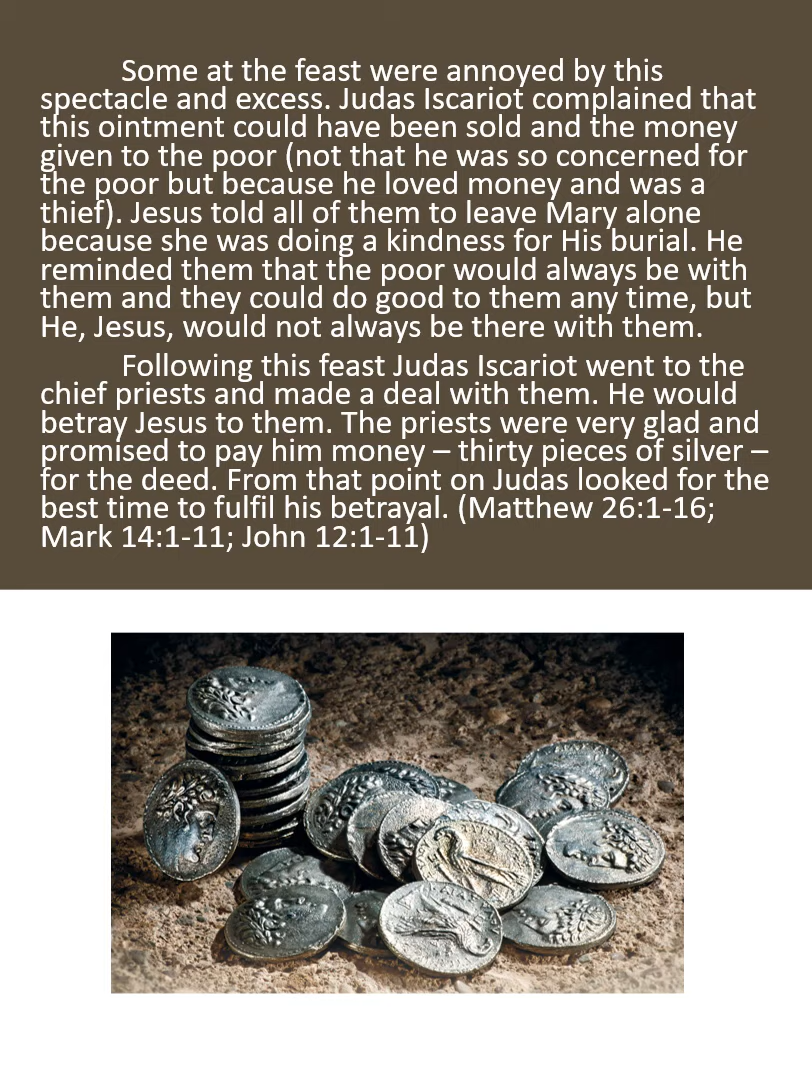 Some at the feast were annoyed by this
spectacle and excess. Judas Iscariot complained that
this ointment could have been sold and the money
given to the poor (not that he was so concerned for
the poor but because he loved money and was a
thief). Jesus told all of them to leave Mary alone
because she was doing a kindness for His burial. He
reminded them that the poor would always be with
them and they could do good to them any time, but
He, Jesus, would not always be there with them.
Following this feast Judas Iscariot went to the
chief priests and made a deal with them. He would
betray Jesus to them. The priests were very glad and
promised to pay him money – thirty pieces of silver –
for the deed. From that point on Judas looked for the
best time to fulfil his betrayal. (Matthew 26:1-16;
Mark 14:1-11; John 12:1-11)